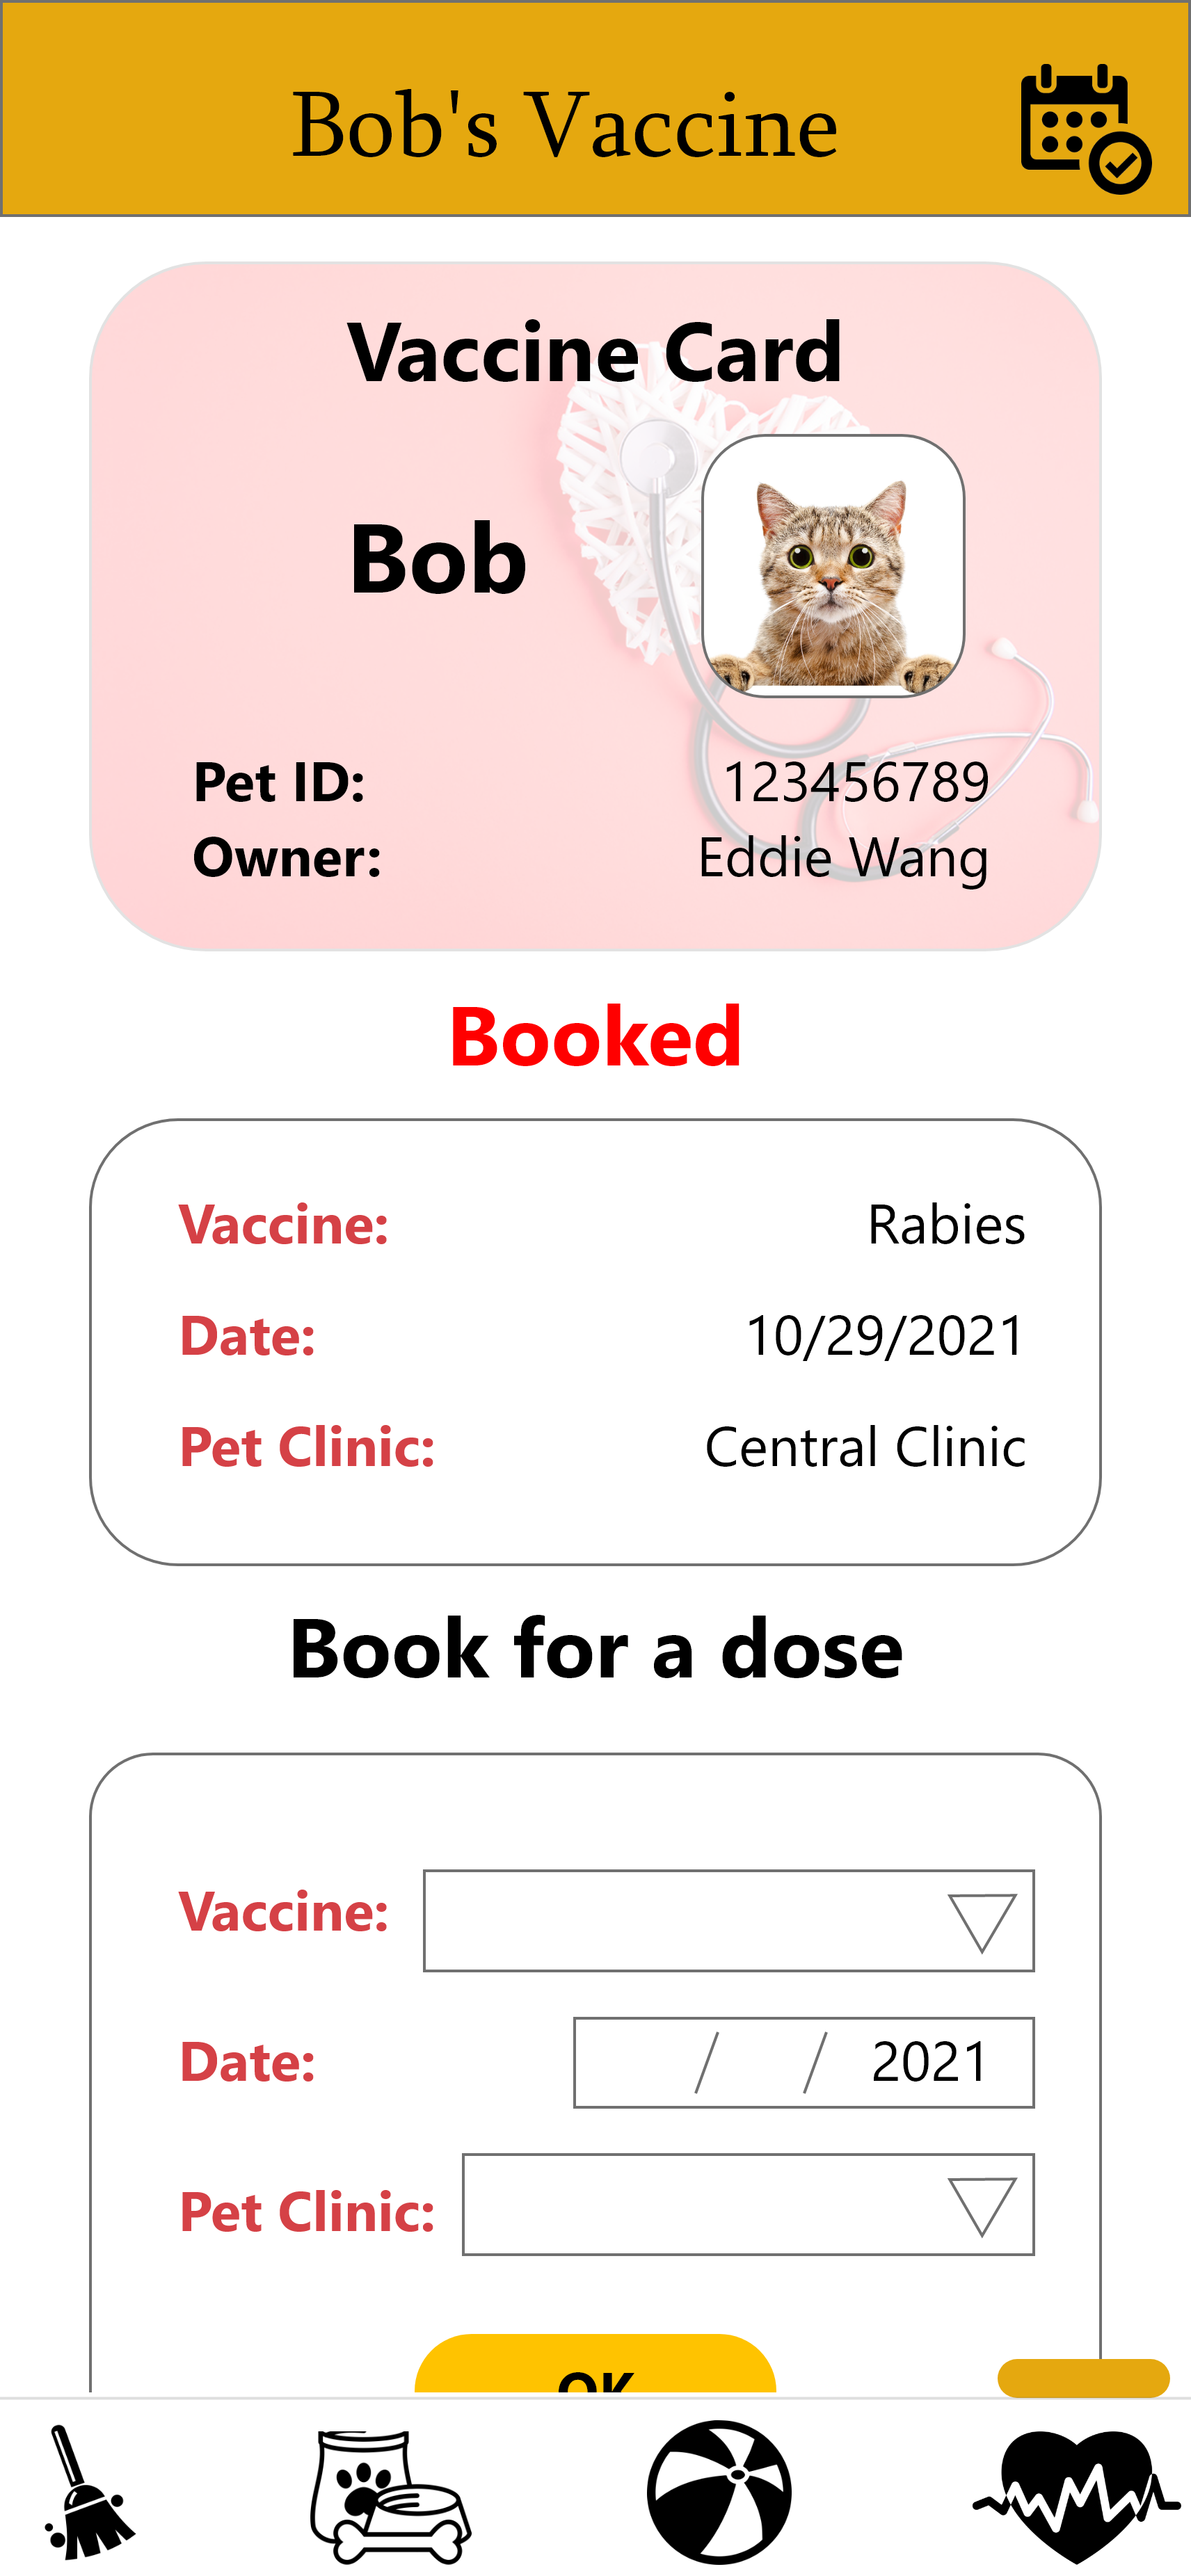 Bob's Vaccine
Vaccine Card
Bob
Pet ID: 123456789
Owner: Eddie Wang
Booked
Vaccine: Rabies
Date: 10/29/2021
Pet Clinic: Central Clinic
Book for a dose
Vaccine:
Date: / / 2021
Pet Clinic:
OK